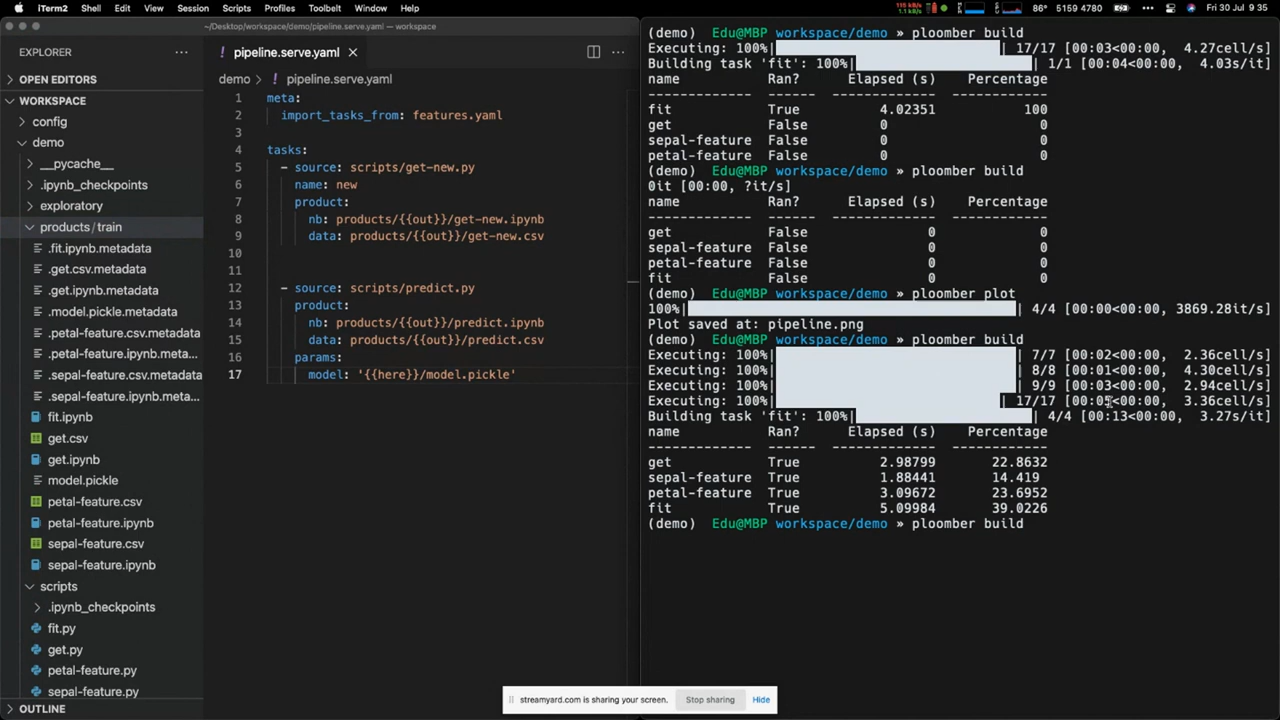 iTerm2 Shell Edit View Session Scripts Profiles Toolbelt Window Help
115 kB/s
1.1 kB/s
86° 5159 4780 Fri 30 Jul 9 35
~/Desktop/workspace/demo/pipeline.serve.yaml — workspace
EXPLORER
OPEN EDITORS
WORKSPACE
config
demo
__pycache__
.ipynb_checkpoints
exploratory
products / train
.fit.ipynb.metadata
.get.csv.metadata
.get.ipynb.metadata
.model.pickle.metadata
.petal-feature.csv.metadata
.petal-feature.ipynb.meta...
.sepal-feature.csv.metadata
.sepal-feature.ipynb.meta...
fit.ipynb
get.csv
get.ipynb
model.pickle
petal-feature.csv
petal-feature.ipynb
sepal-feature.csv
sepal-feature.ipynb
scripts
.ipynb_checkpoints
fit.py
get.py
petal-feature.py
sepal-feature.py
OUTLINE
! pipeline.serve.yaml
demo ! pipeline.serve.yaml
1 meta:
2 import_tasks_from: features.yaml
3
4 tasks:
5 - source: scripts/get-new.py
6 name: new
7 product:
8 nb: products/{{out}}/get-new.ipynb
9 data: products/{{out}}/get-new.csv
10
11
12 - source: scripts/predict.py
13 product:
14 nb: products/{{out}}/predict.ipynb
15 data: products/{{out}}/predict.csv
16 params:
17 model: '{{here}}/model.pickle'
(demo) Edu@MBP workspace/demo » ploomber build
Executing: 100%| | 17/17 [00:03<00:00, 4.27cell/s]
Building task 'fit': 100%| | 1/1 [00:04<00:00, 4.03s/it]
name Ran? Elapsed (s) Percentage
------------- ------ ------------- ------------
fit True 4.02351 100
get False 0 0
sepal-feature False 0 0
petal-feature False 0 0
(demo) Edu@MBP workspace/demo » ploomber build
0it [00:00, ?it/s]
name Ran? Elapsed (s) Percentage
------------- ------ ------------- ------------
get False 0 0
sepal-feature False 0 0
petal-feature False 0 0
fit False 0 0
(demo) Edu@MBP workspace/demo » ploomber plot
100%| | 4/4 [00:00<00:00, 3869.28it/s]
Plot saved at: pipeline.png
(demo) Edu@MBP workspace/demo » ploomber build
Executing: 100%| | 7/7 [00:02<00:00, 2.36cell/s]
Executing: 100%| | 8/8 [00:01<00:00, 4.30cell/s]
Executing: 100%| | 9/9 [00:03<00:00, 2.94cell/s]
Executing: 100%| | 17/17 [00:05<00:00, 3.36cell/s]
Building task 'fit': 100%| | 4/4 [00:13<00:00, 3.27s/it]
name Ran? Elapsed (s) Percentage
------------- ------ ------------- ------------
get True 2.98799 22.8632
sepal-feature True 1.88441 14.419
petal-feature True 3.09672 23.6952
fit True 5.09984 39.0226
(demo) Edu@MBP workspace/demo » ploomber build
streamyard.com is sharing your screen. Stop sharing Hide